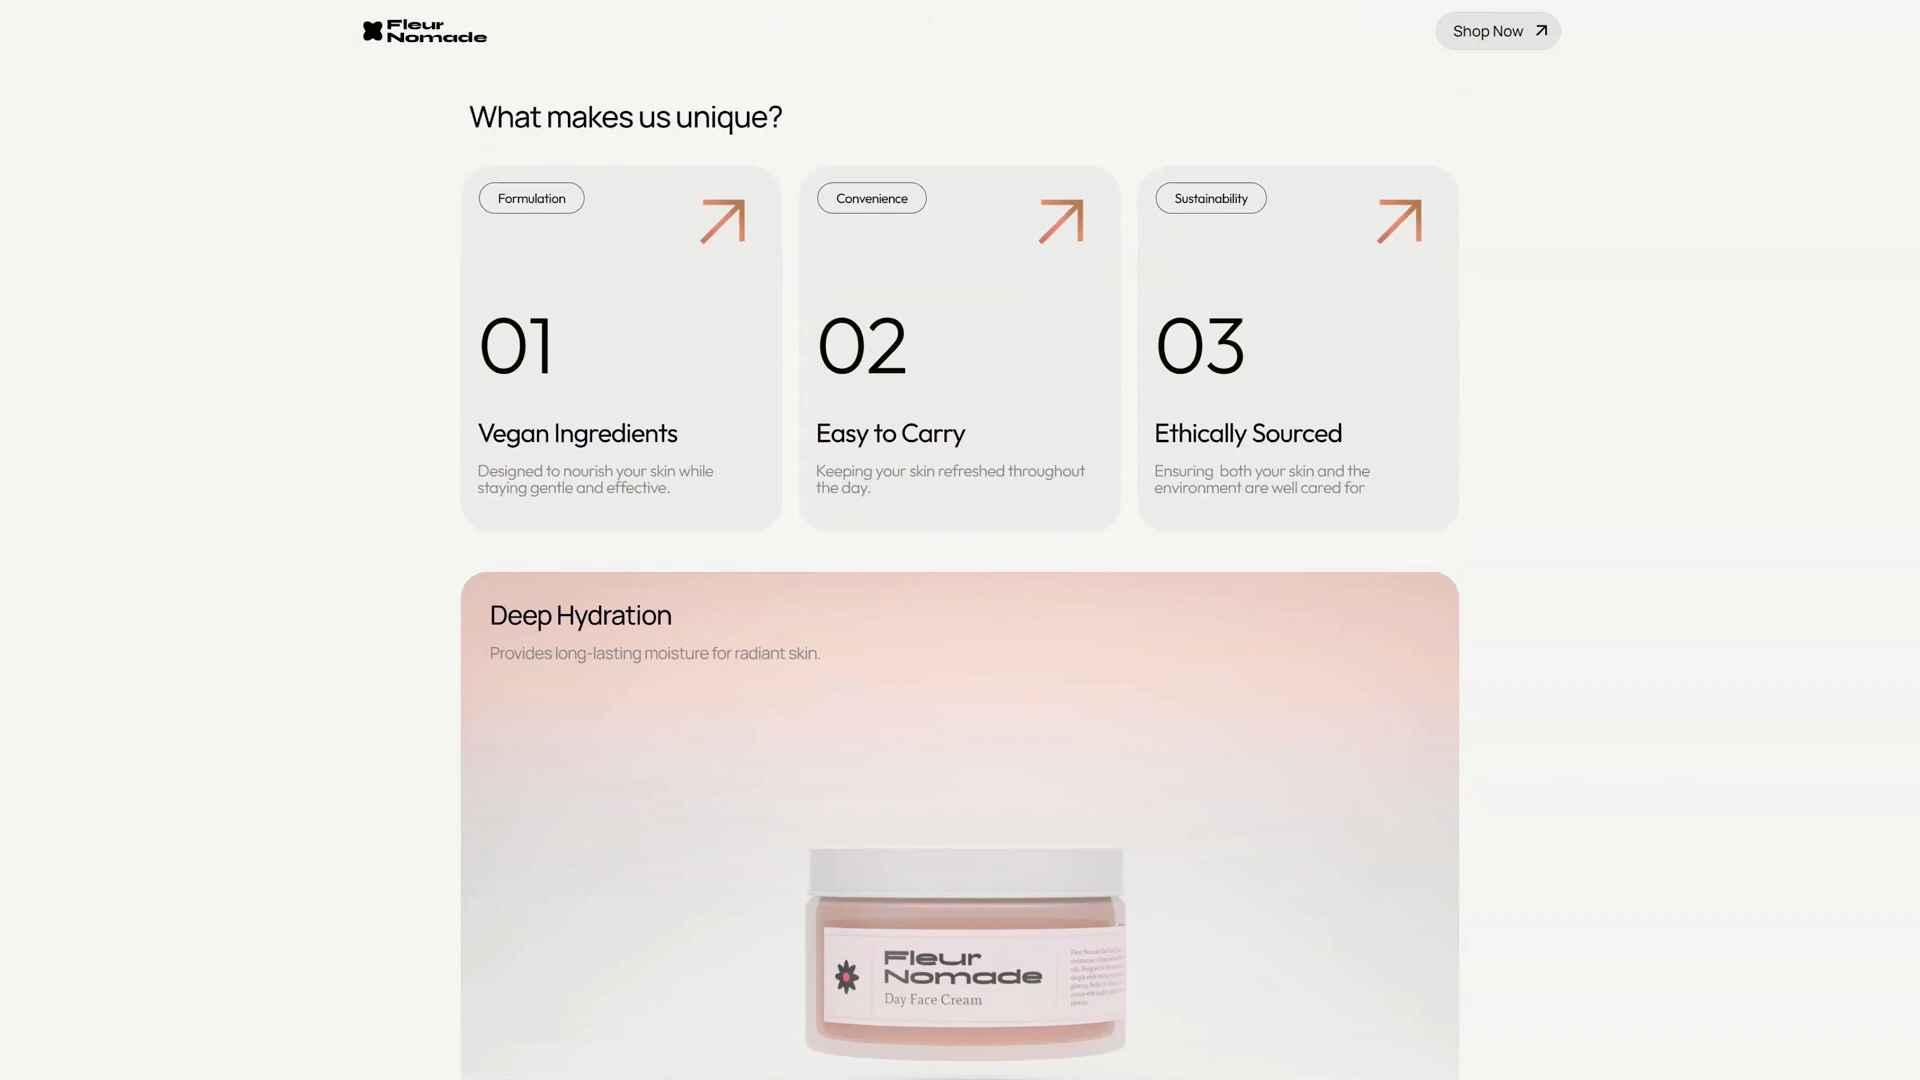 Fleur
Nomade
Shop Now
What makes us unique?
Formulation
01
Vegan Ingredients
Designed to nourish your skin while
staying gentle and effective.
Convenience
02
Easy to Carry
Keeping your skin refreshed throughout
the day.
Sustainability
03
Ethically Sourced
Ensuring both your skin and the
environment are well cared for
Deep Hydration
Provides long-lasting moisture for radiant skin.
Fleur
Nomade
Day Face Cream